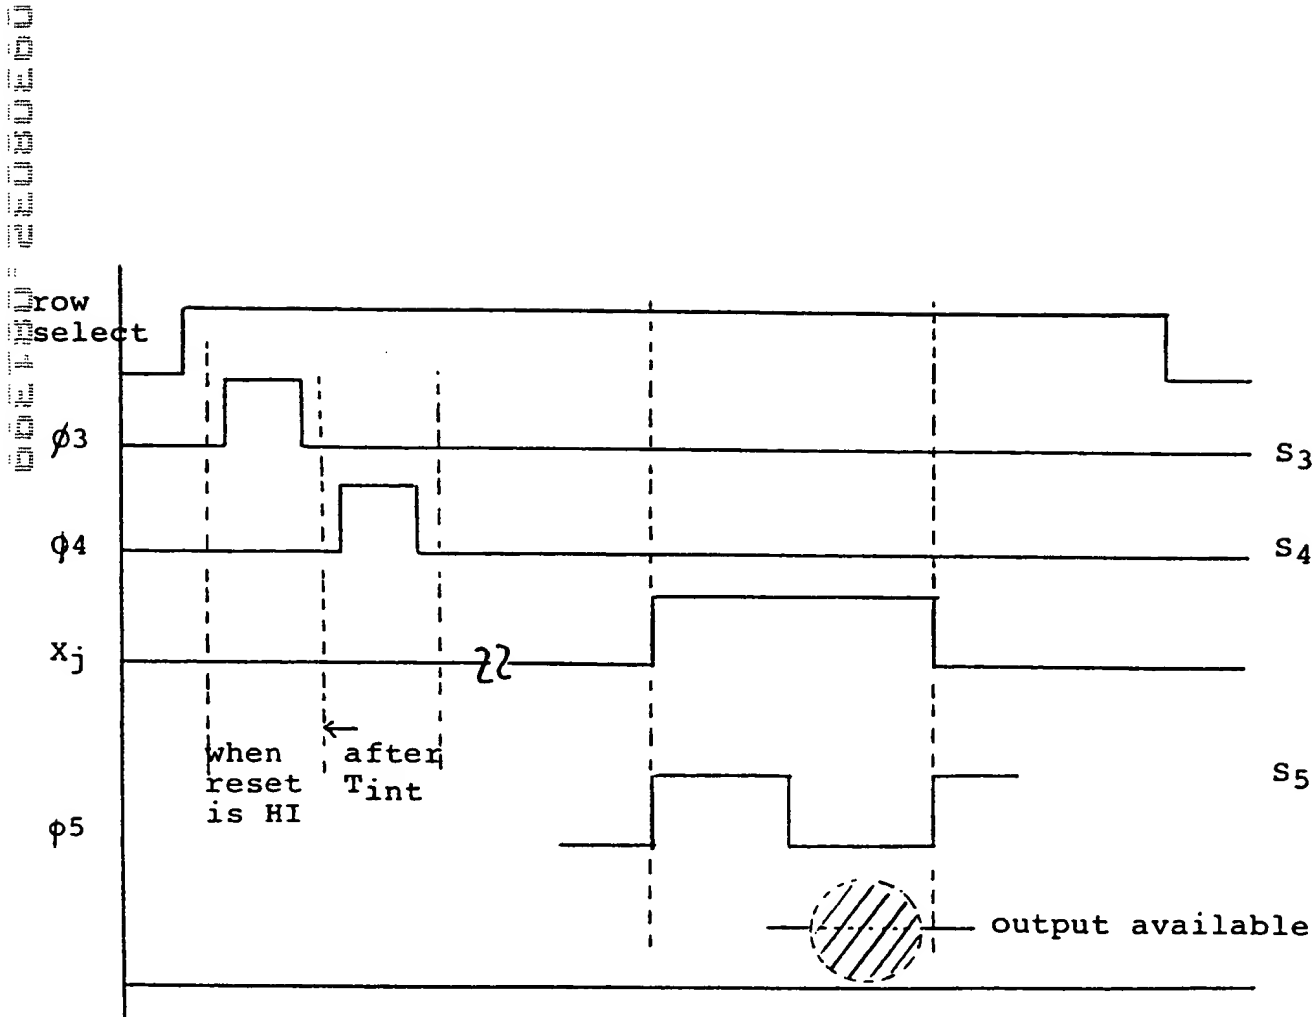 row
select
ϕ3
S3
ϕ4
S4
Xj
when
reset
is HI
after
Tint
S5
ϕ5
output available